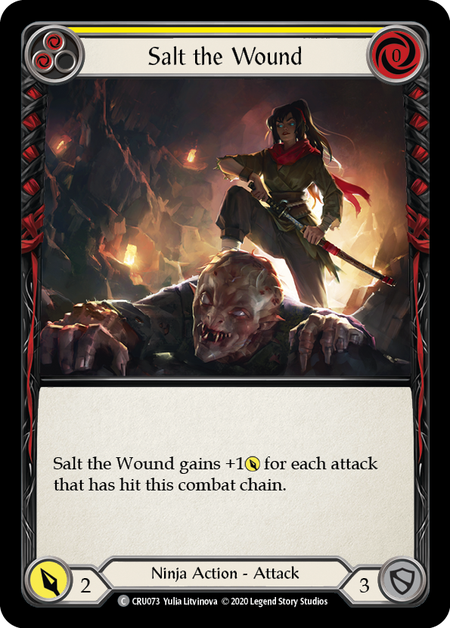 Salt the Wound
0
Salt the Wound gains +1 for each attack
that has hit this combat chain.
2
Ninja Action - Attack
3
C CRU073 Yulia Litvinova © 2020 Legend Story Studios